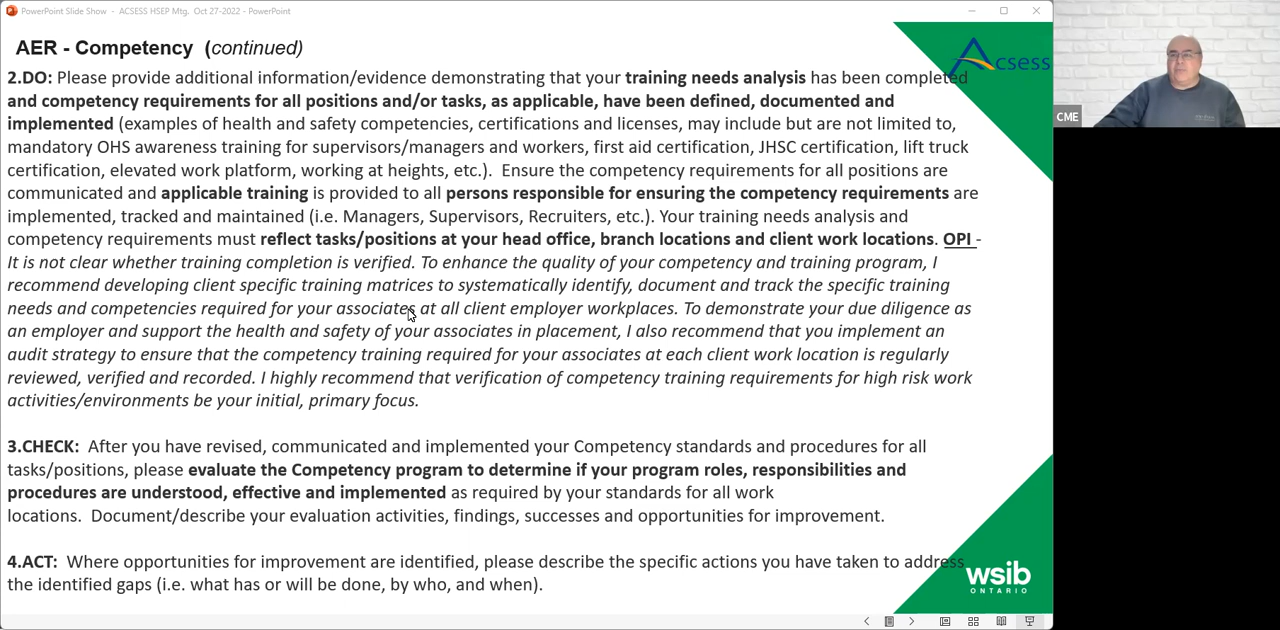 PowerPoint Slide Show - ACSESS HSEP Mtg. Oct 27-2022 - PowerPoint
AER - Competency (continued)
Acsess
2.DO: Please provide additional information/evidence demonstrating that your training needs analysis has been completed
and competency requirements for all positions and/or tasks, as applicable, have been defined, documented and
implemented (examples of health and safety competencies, certifications and licenses, may include but are not limited to,
mandatory OHS awareness training for supervisors/managers and workers, first aid certification, JHSC certification, lift truck
certification, elevated work platform, working at heights, etc.). Ensure the competency requirements for all positions are
communicated and applicable training is provided to all persons responsible for ensuring the competency requirements are
implemented, tracked and maintained (i.e. Managers, Supervisors, Recruiters, etc.). Your training needs analysis and
competency requirements must reflect tasks/positions at your head office, branch locations and client work locations. OPI -
It is not clear whether training completion is verified. To enhance the quality of your competency and training program, I
recommend developing client specific training matrices to systematically identify, document and track the specific training
needs and competencies required for your associates at all client employer workplaces. To demonstrate your due diligence as
an employer and support the health and safety of your associates in placement, I also recommend that you implement an
audit strategy to ensure that the competency training required for your associates at each client work location is regularly
reviewed, verified and recorded. I highly recommend that verification of competency training requirements for high risk work
activities/environments be your initial, primary focus.
3.CHECK: After you have revised, communicated and implemented your Competency standards and procedures for all
tasks/positions, please evaluate the Competency program to determine if your program roles, responsibilities and
procedures are understood, effective and implemented as required by your standards for all work
locations. Document/describe your evaluation activities, findings, successes and opportunities for improvement.
4.ACT: Where opportunities for improvement are identified, please describe the specific actions you have taken to address
the identified gaps (i.e. what has or will be done, by who, and when).
wsib
ONTARIO
CME